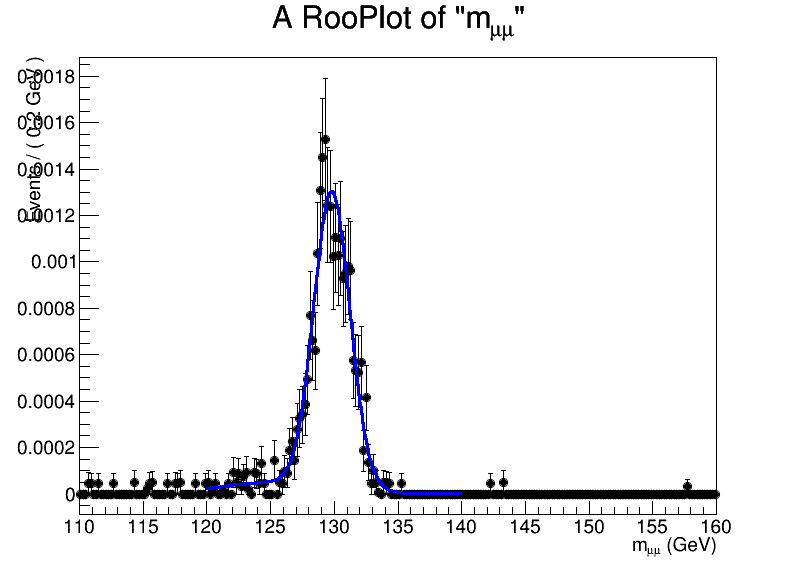 A RooPlot of "mμμ"
Events / ( 0.2 GeV )
0.0018
0.0016
0.0014
0.0012
0.001
0.0008
0.0006
0.0004
0.0002
0
110 115 120 125 130 135 140 145 150 155 160
mμμ (GeV)